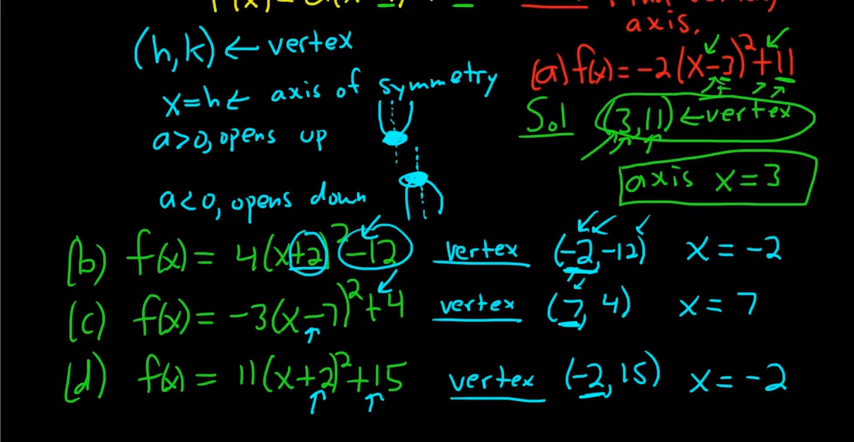 (h,k) ← vertex
axis.
(a) f(x) = -2(x-3)²+11
x=h ← axis of symmetry
Sol (3,11) ← vertex
a>0, opens up
axis x=3
a<0, opens down
(b) f(x) = 4(x+2)²-12 vertex (-2,-12) x=-2
(c) f(x) = -3(x-7)²+4 vertex (7,4) x=7
(d) f(x) = 11(x+2)²+15 vertex (-2,15) x=-2